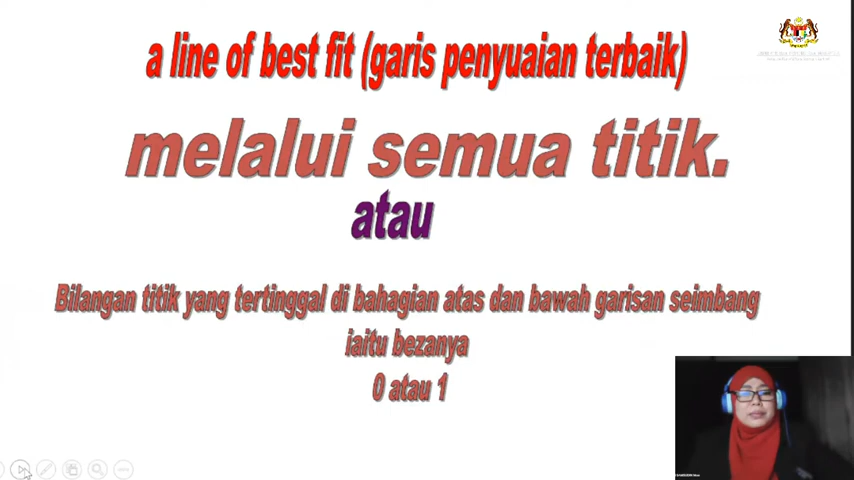 a line of best fit (garis penyuaian terbaik)
melalui semua titik.
atau
Bilangan titik yang tertinggal di bahagian atas dan bawah garisan seimbang
iaitu bezanya
0 atau 1